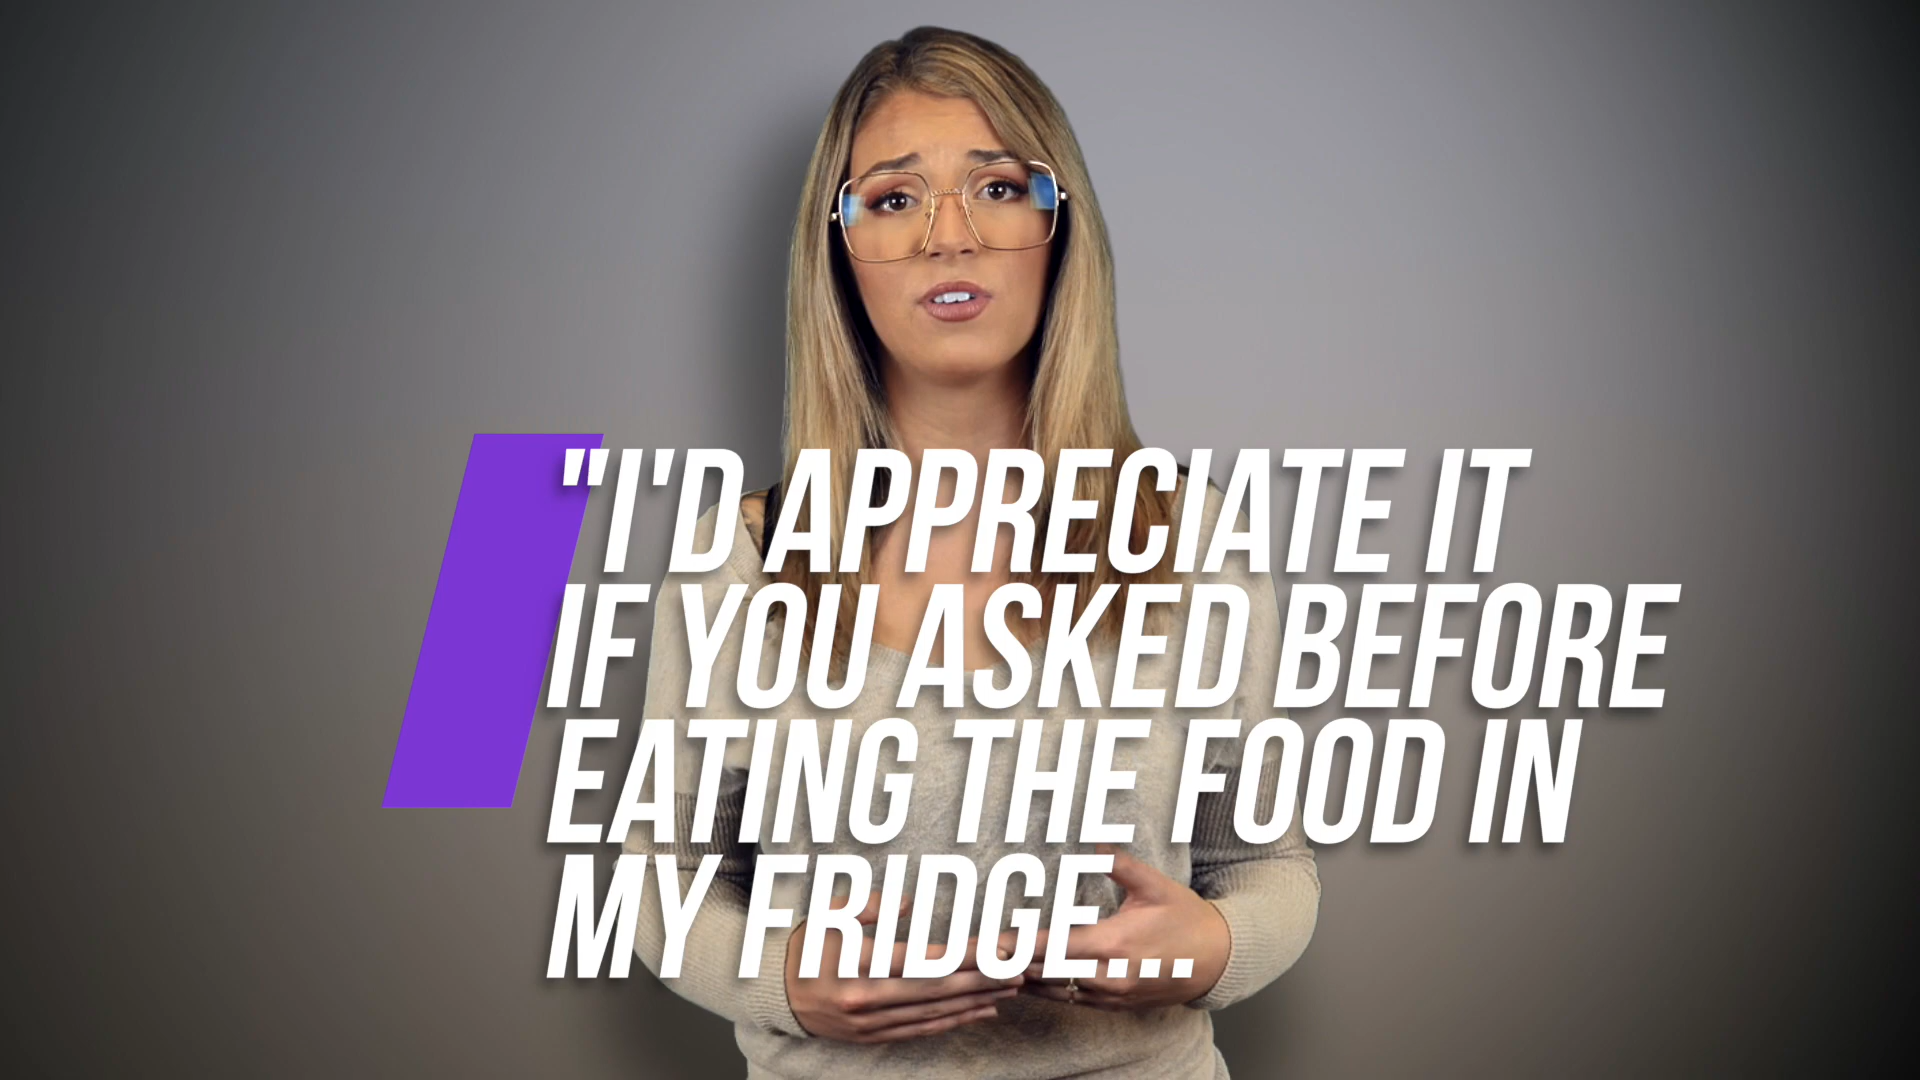 "I'D APPRECIATE IT
IF YOU ASKED BEFORE
EATING THE FOOD IN
MY FRIDGE...